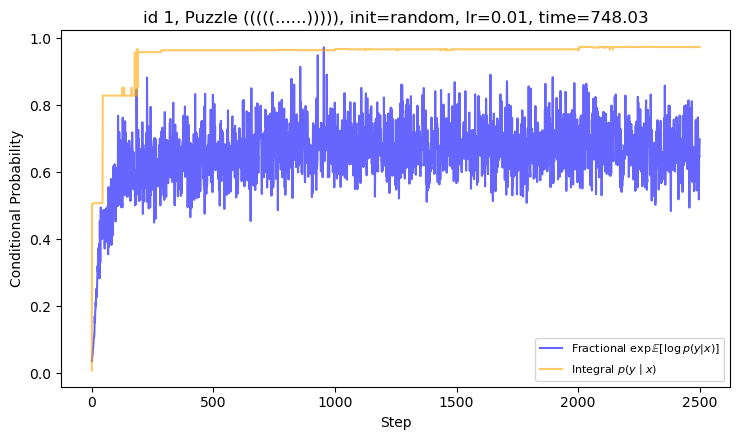 id 1, Puzzle (((((......))))), init=random, lr=0.01, time=748.03
Conditional Probability
1.0
0.8
0.6
0.4
0.2
0.0
Fractional exp𝔼[log p(y|x)]
Integral p(y | x)
0 500 1000 1500 2000 2500
Step